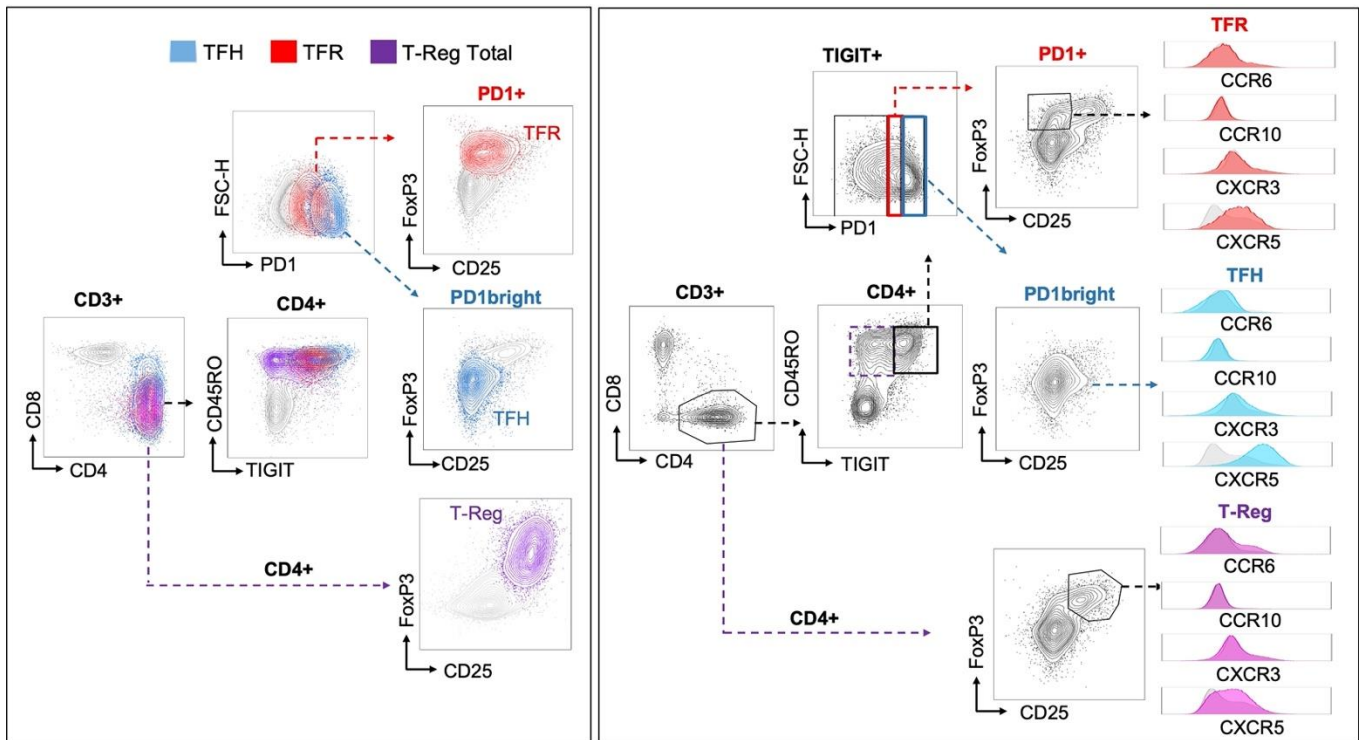 TFH TFR T-Reg Total
PD1+
TFR
FSC-H
PD1
FoxP3
CD25
CD3+
CD8
CD4
CD4+
CD45RO
TIGIT
PD1bright
FoxP3
TFH
CD25
T-Reg
CD4+
FoxP3
CD25
TIGIT+
FSC-H
PD1
PD1+
FoxP3
CD25
TFR
CCR6
CCR10
CXCR3
CXCR5
CD3+
CD8
CD4
CD4+
CD45RO
TIGIT
PD1bright
FoxP3
CD25
TFH
CCR6
CCR10
CXCR3
CXCR5
CD4+
FoxP3
CD25
T-Reg
CCR6
CCR10
CXCR3
CXCR5